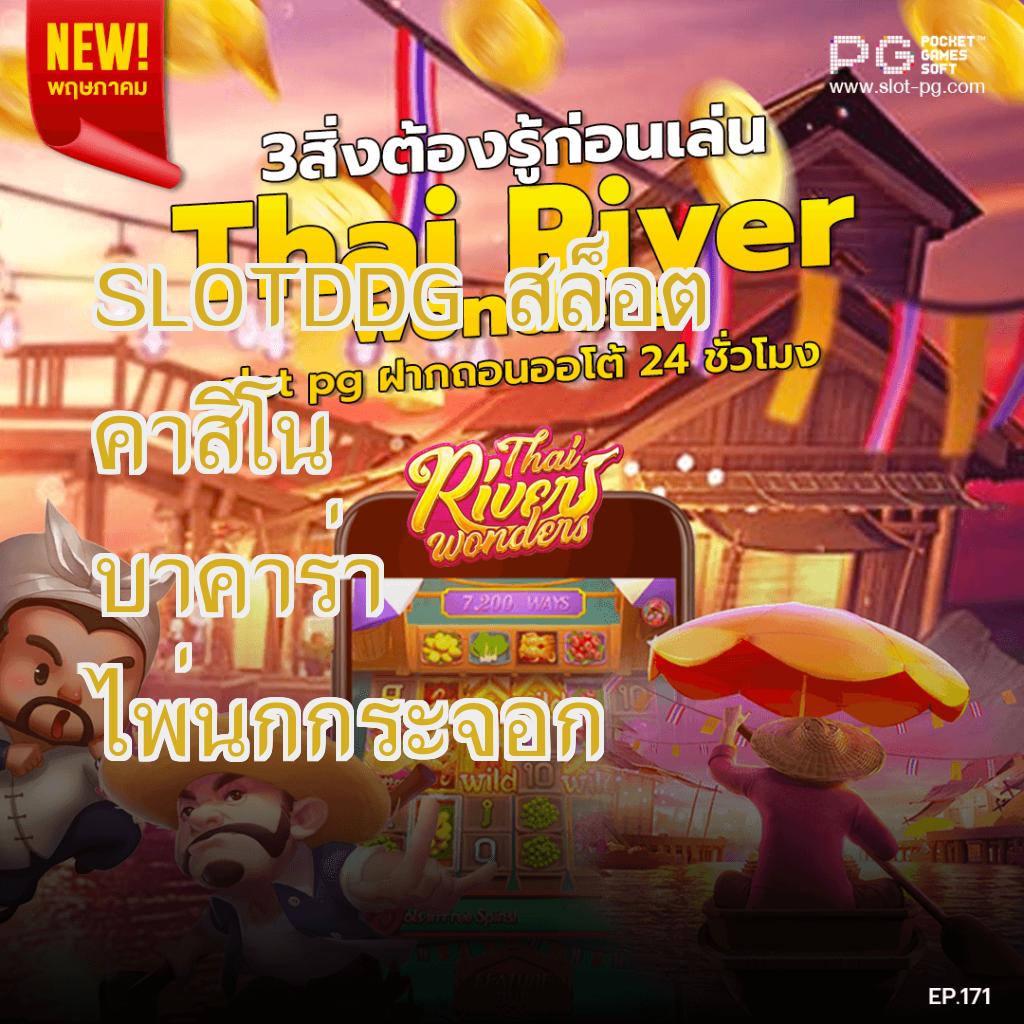 NEW!
พฤษภาคม
PG POCKET GAMES SOFT™
www.slot-pg.com
3สิ่งต้องรู้ก่อนเล่น
Thai River
SLOTDDG สล็อต
pg ฝากถอนออโต้ 24 ชั่วโมง
คาสิโน
Thai
River
wonders
บาคาร่า
7,200 WAYS
ไพ่นกกระจอก
wild
EP.171